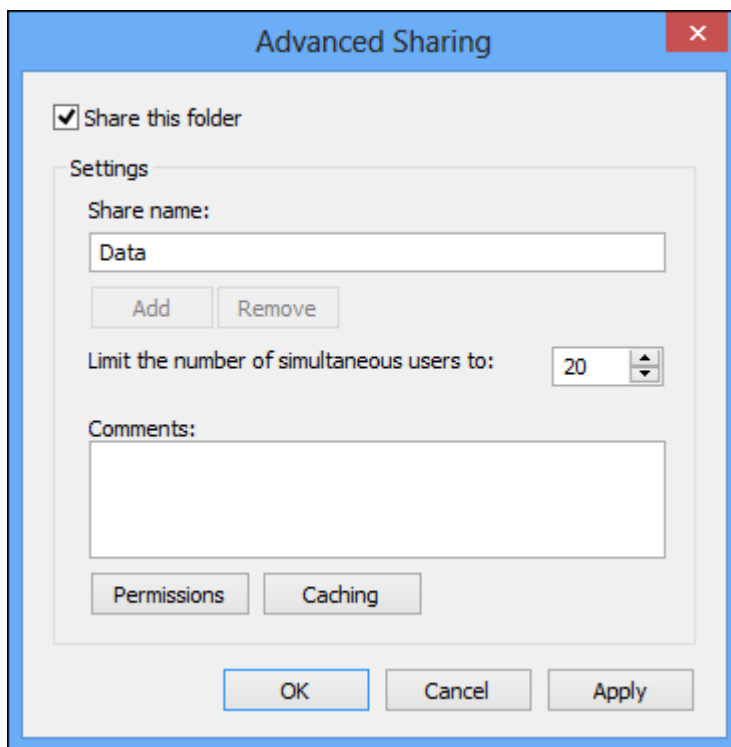 Advanced Sharing
Share this folder
Settings
Share name:
Data
Add Remove
Limit the number of simultaneous users to: 20
Comments:
Permissions Caching
OK Cancel Apply